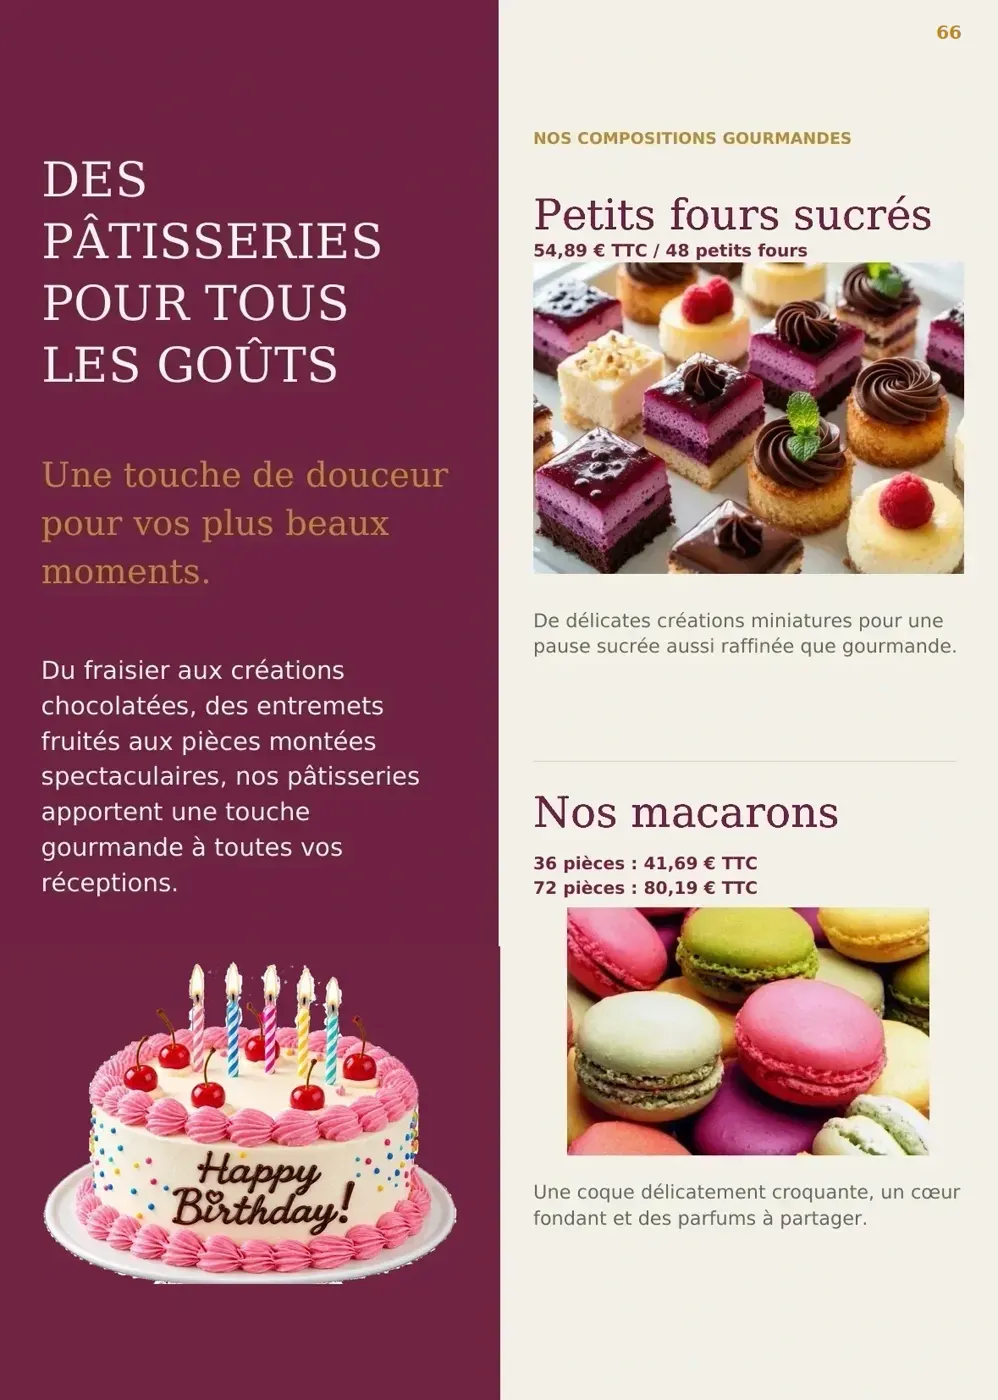 66
DES
PÂTISSERIES
POUR TOUS
LES GOÛTS
Une touche de douceur
pour vos plus beaux
moments.
Du fraisier aux créations
chocolatées, des entremets
fruités aux pièces montées
spectaculaires, nos pâtisseries
apportent une touche
gourmande à toutes vos
réceptions.
Happy
Birthday!
NOS COMPOSITIONS GOURMANDES
Petits fours sucrés
54,89 € TTC / 48 petits fours
De délicates créations miniatures pour une
pause sucrée aussi raffinée que gourmande.
Nos macarons
36 pièces : 41,69 € TTC
72 pièces : 80,19 € TTC
Une coque délicatement croquante, un cœur
fondant et des parfums à partager.